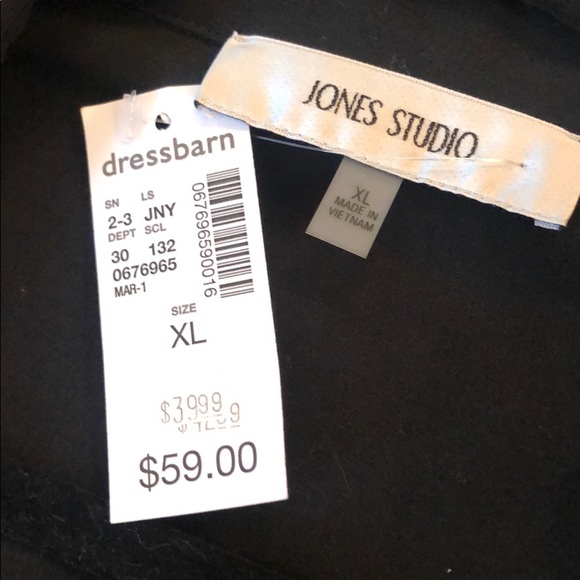 dressbarn
SN LS
2-3 JNY
DEPT SCL
30 132
0676965
MAR-1
067696590016
SIZE
XL
$39.99
$59.00
JONES STUDIO
XL
MADE IN
VIETNAM